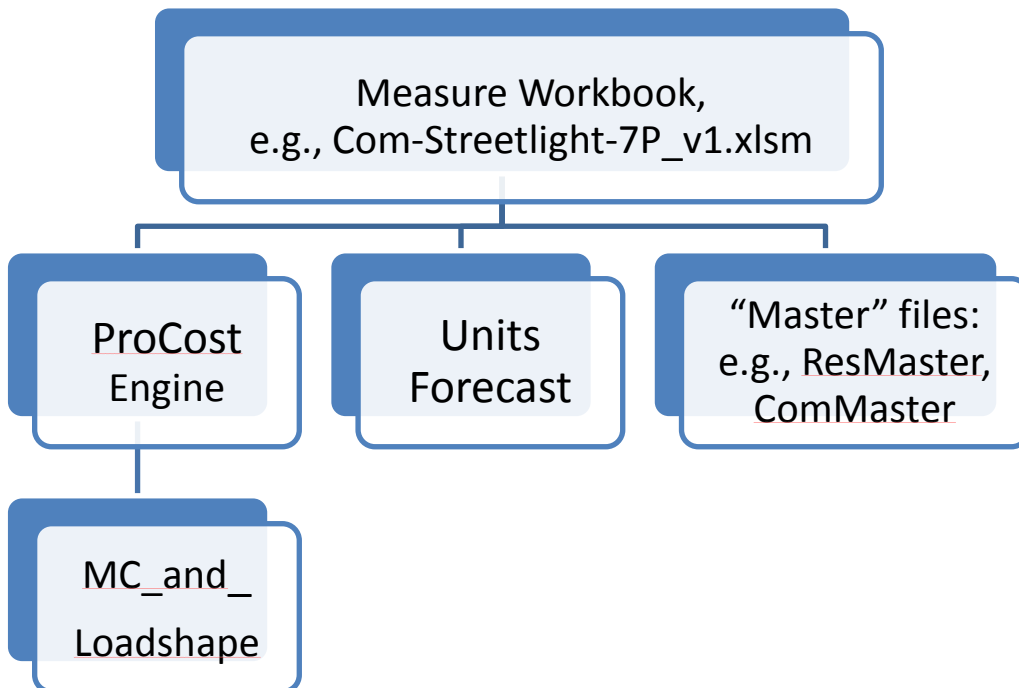 Measure Workbook,
e.g., Com-Streetlight-7P_v1.xlsm
ProCost
Engine
Units
Forecast
“Master” files:
e.g., ResMaster,
ComMaster
MC_and_
Loadshape